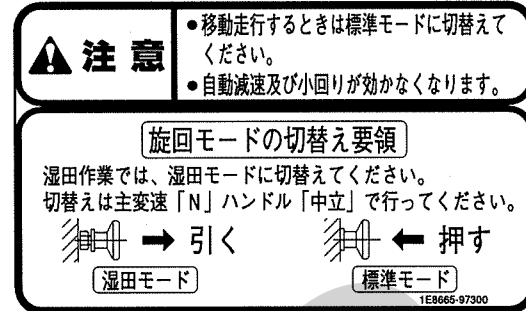 注意
●移動走行するときは標準モードに切替えて
ください。
●自動減速及び小回りが効かなくなります。
旋回モードの切替え要領
湿田作業では、湿田モードに切替えてください。
切替えは主変速「N」ハンドル「中立」で行ってください。
➡ 引く
⬅ 押す
湿田モード
標準モード
1E8665-97300